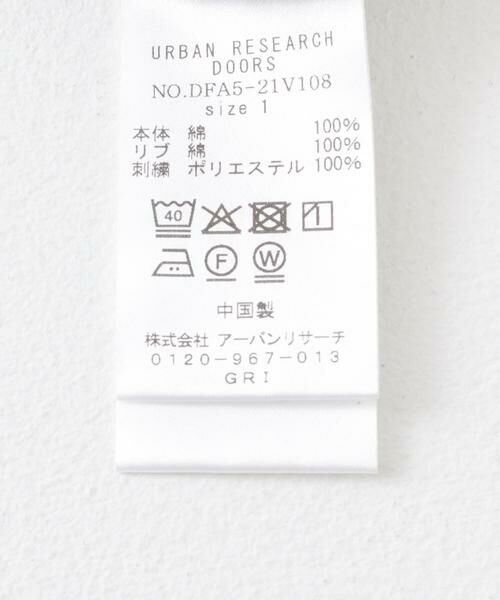 URBAN RESEARCH
DOORS
NO.DFA5-21V108
size 1
本体 綿 100%
リブ 綿 100%
刺繍 ポリエステル 100%
40
F W
中国製
株式会社 アーバンリサーチ
0120-967-013
GRI